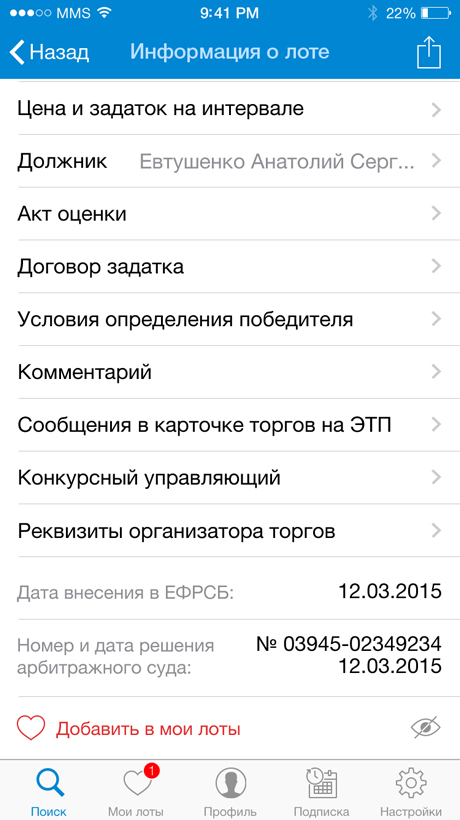 MMS 9:41 PM 22%
Назад Информация о лоте
Цена и задаток на интервале
Должник Евтушенко Анатолий Серг...
Акт оценки
Договор задатка
Условия определения победителя
Комментарий
Сообщения в карточке торгов на ЭТП
Конкурсный управляющий
Реквизиты организатора торгов
Дата внесения в ЕФРСБ: 12.03.2015
Номер и дата решения № 03945-02349234
арбитражного суда: 12.03.2015
Добавить в мои лоты
1
Поиск Мои лоты Профиль Подписка Настройки